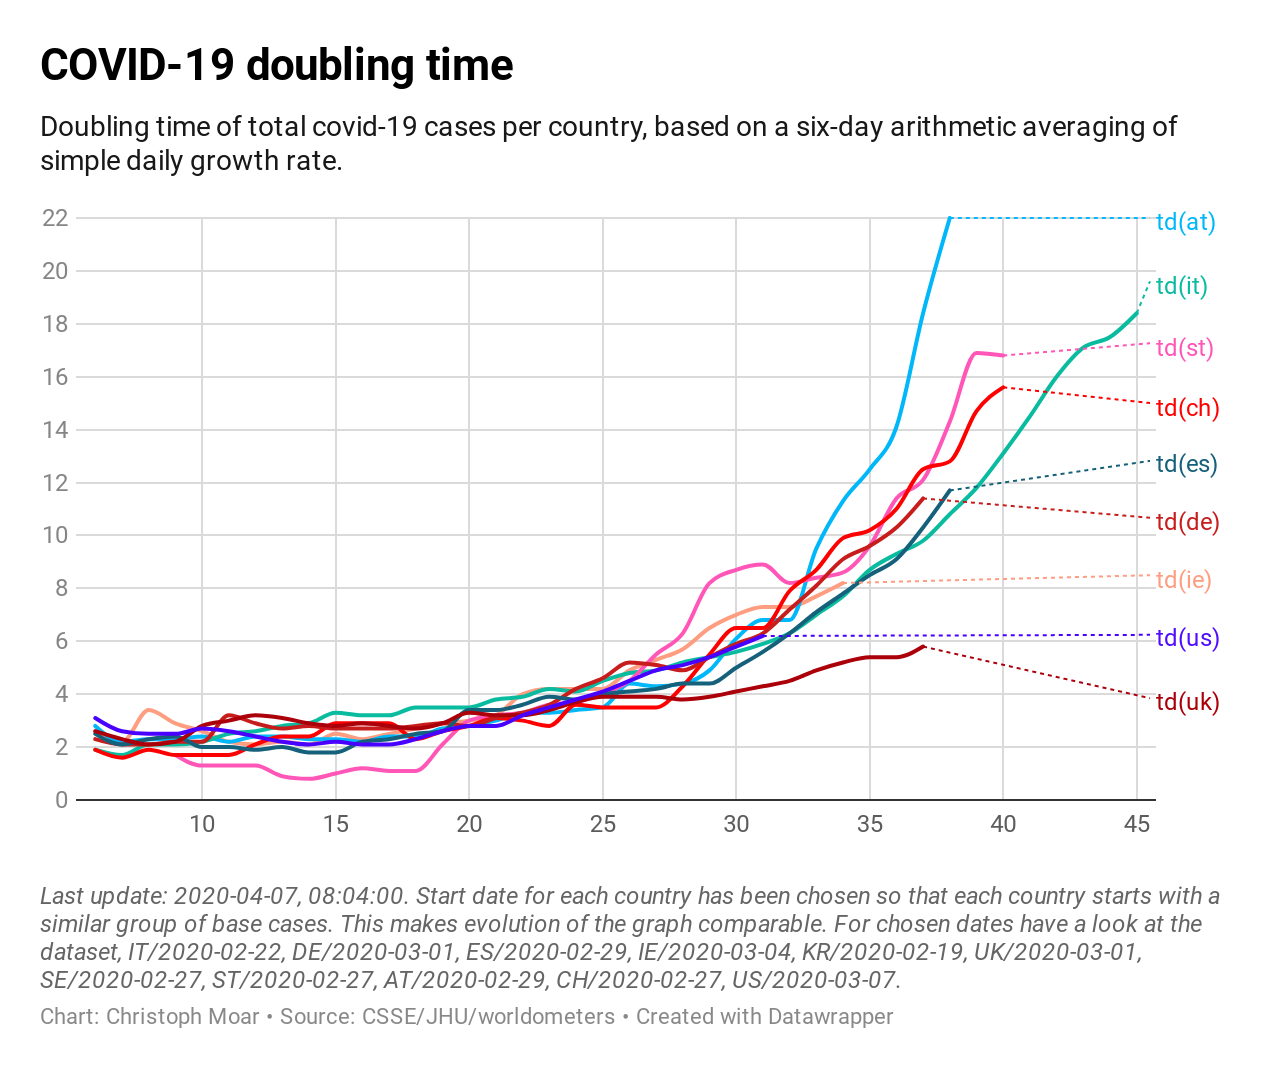 COVID-19 doubling time
Doubling time of total covid-19 cases per country, based on a six-day arithmetic averaging of
simple daily growth rate.
22
20
18
16
14
12
10
8
6
4
2
0
td(at)
td(it)
td(st)
td(ch)
td(es)
td(de)
td(ie)
td(us)
td(uk)
10 15 20 25 30 35 40 45
Last update: 2020-04-07, 08:04:00. Start date for each country has been chosen so that each country starts with a
similar group of base cases. This makes evolution of the graph comparable. For chosen dates have a look at the
dataset, IT/2020-02-22, DE/2020-03-01, ES/2020-02-29, IE/2020-03-04, KR/2020-02-19, UK/2020-03-01,
SE/2020-02-27, ST/2020-02-27, AT/2020-02-29, CH/2020-02-27, US/2020-03-07.
Chart: Christoph Moar • Source: CSSE/JHU/worldometers • Created with Datawrapper